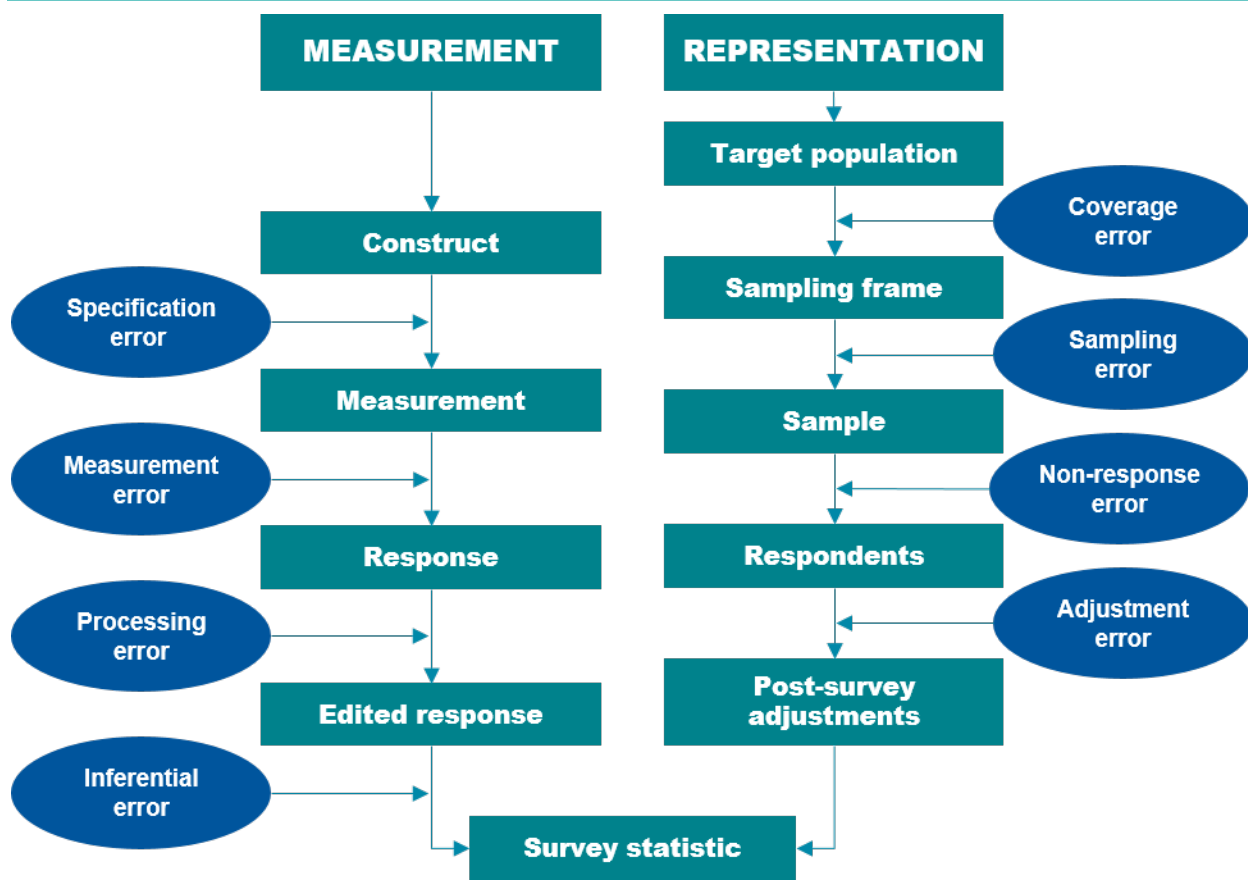 MEASUREMENT
REPRESENTATION
Target population
Coverage
error
Construct
Sampling frame
Specification
error
Sampling
error
Measurement
Sample
Measurement
error
Non-response
error
Response
Respondents
Processing
error
Adjustment
error
Edited response
Post-survey
adjustments
Inferential
error
Survey statistic